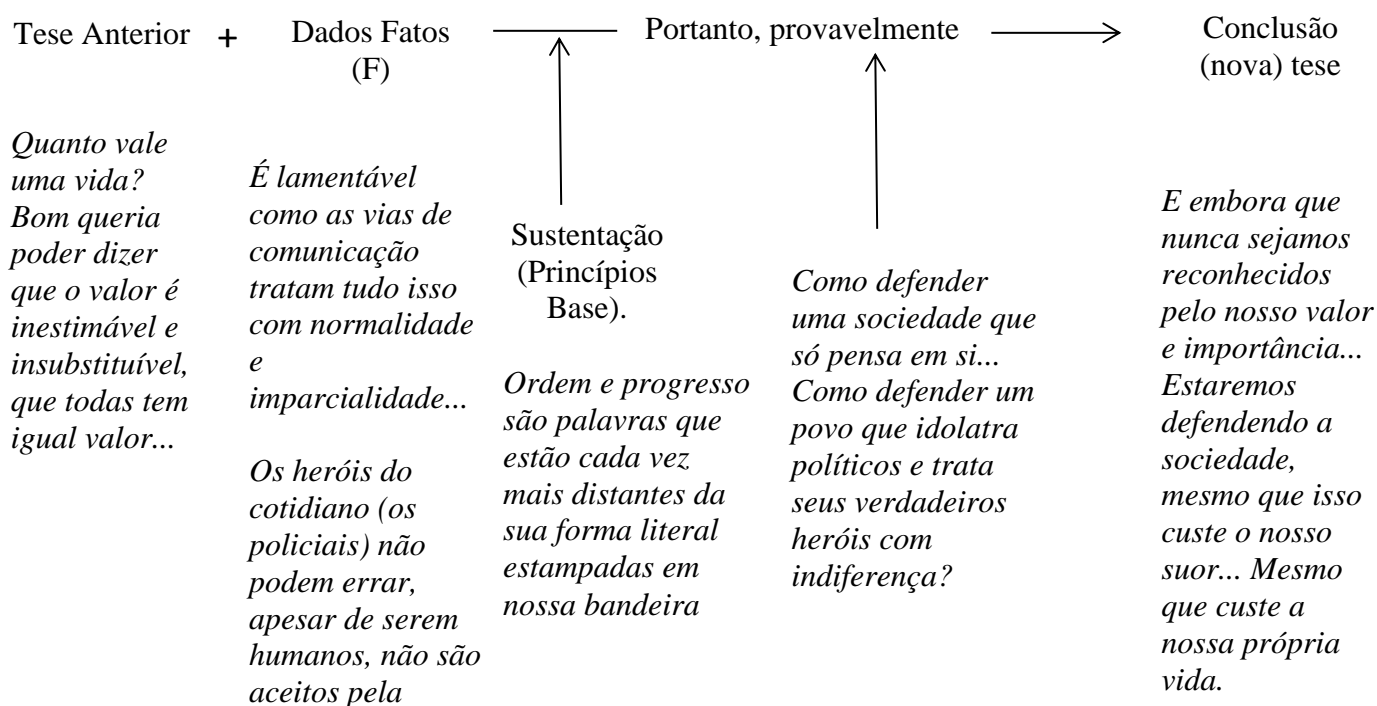 Tese Anterior + Dados Fatos (F) Portanto, provavelmente Conclusão (nova) tese
Quanto vale
uma vida?
Bom queria
poder dizer
que o valor é
inestimável e
insubstituível,
que todas tem
igual valor...
É lamentável
como as vias de
comunicação
tratam tudo isso
com normalidade
e
imparcialidade...
Os heróis do
cotidiano (os
policiais) não
podem errar,
apesar de serem
humanos, não são
aceitos pela
Sustentação
(Princípios
Base).
Ordem e progresso
são palavras que
estão cada vez
mais distantes da
sua forma literal
estampadas em
nossa bandeira
Como defender
uma sociedade que
só pensa em si...
Como defender um
povo que idolatra
políticos e trata
seus verdadeiros
heróis com
indiferença?
E embora que
nunca sejamos
reconhecidos
pelo nosso valor
e importância...
Estaremos
defendendo a
sociedade,
mesmo que isso
custe o nosso
suor... Mesmo
que custe a
nossa própria
vida.